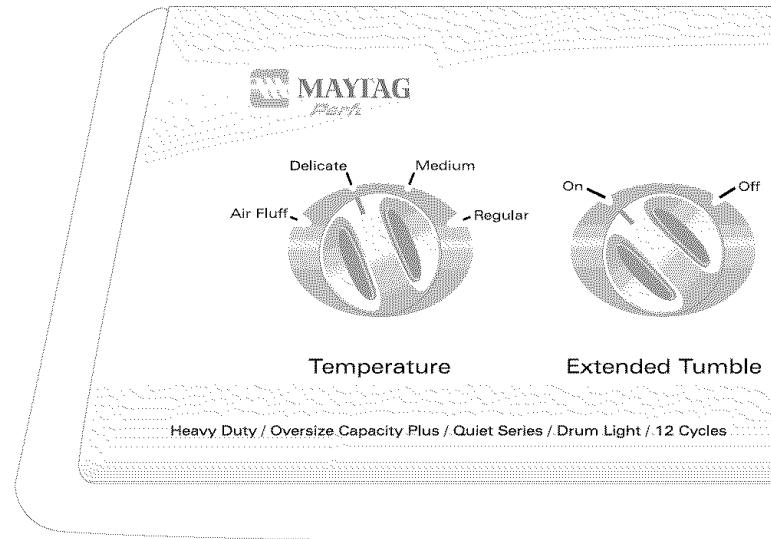 MAYTAG
Delicate Medium
Air Fluff Regular
On Off
Temperature
Extended Tumble
Heavy Duty / Oversize Capacity Plus / Quiet Series / Drum Light / 12 Cycles